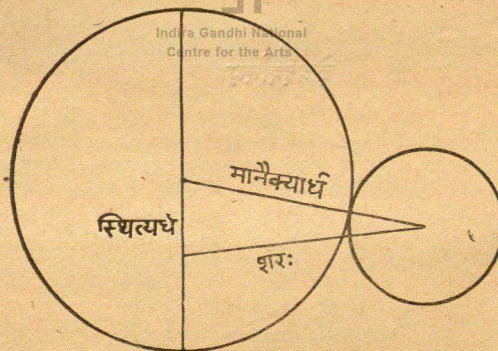 Indira Gandhi National
Centre for the Arts
मानैक्यार्ध
स्थित्यर्ध
शरः